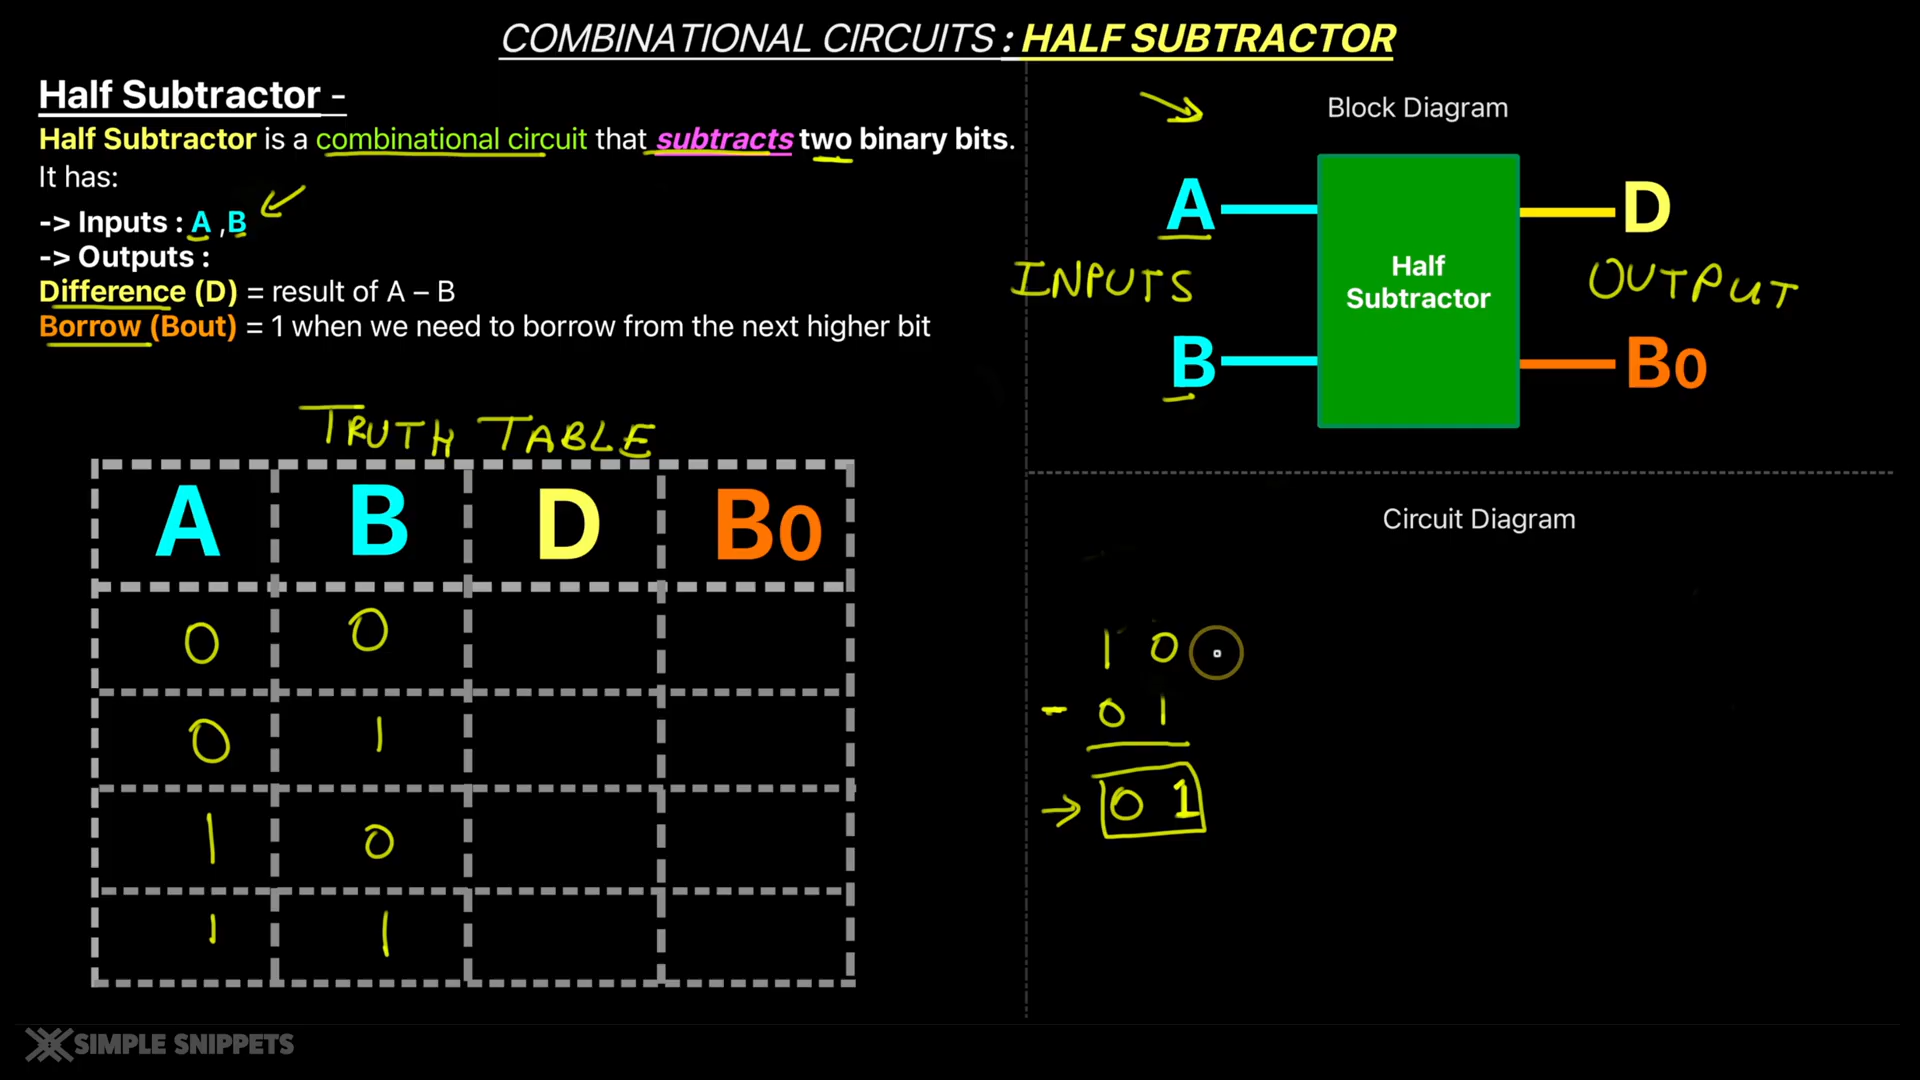 COMBINATIONAL CIRCUITS : HALF SUBTRACTOR
Half Subtractor -
Half Subtractor is a combinational circuit that subtracts two binary bits.
It has:
-> Inputs : A ,B
-> Outputs :
Difference (D) = result of A – B
Borrow (Bout) = 1 when we need to borrow from the next higher bit
TRUTH TABLE
A B D B0
0 0
0 1
1 0
1 1
Block Diagram
A D
INPUTS Half Subtractor OUTPUT
B B0
Circuit Diagram
1 0
- 0 1
→ 0 1
SIMPLE SNIPPETS